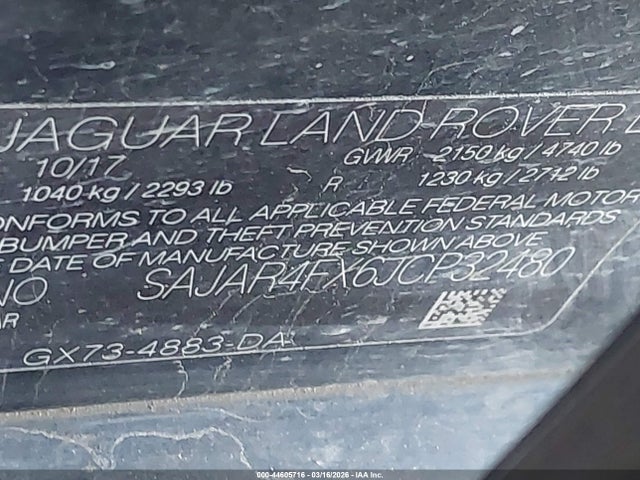 JAGUAR LAND ROVER L
10/17 GVWR 2150 kg / 4740 lb
1040 kg / 2293 lb R 1230 kg / 2712 lb
ONFORMS TO ALL APPLICABLE FEDERAL MOTOR
BUMPER AND THEFT PREVENTION STANDARDS
E DATE OF MANUFACTURE SHOWN ABOVE
NO SAJAR4FX6JCP32480
AR
GX73-4883-DA
000-44605716 - 03/16/2026 - IAA Inc.